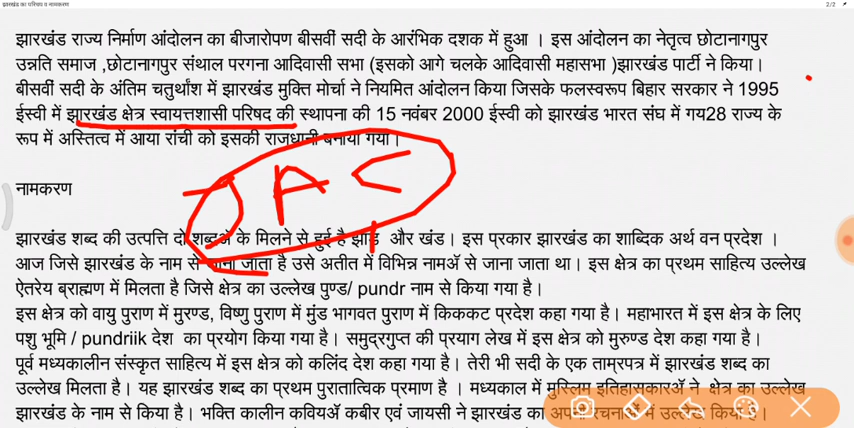 झारखंड का परिचय व नामकरण
2/2
झारखंड राज्य निर्माण आंदोलन का बीजारोपण बीसवीं सदी के आरंभिक दशक में हुआ । इस आंदोलन का नेतृत्व छोटानागपुर
उन्नति समाज ,छोटानागपुर संथाल परगना आदिवासी सभा (इसको आगे चलके आदिवासी महासभा )झारखंड पार्टी ने किया।
बीसवीं सदी के अंतिम चतुर्थांश में झारखंड मुक्ति मोर्चा ने नियमित आंदोलन किया जिसके फलस्वरूप बिहार सरकार ने 1995
ईस्वी में झारखंड क्षेत्र स्वायत्तशासी परिषद की स्थापना की 15 नवंबर 2000 ईस्वी को झारखंड भारत संघ में गय28 राज्य के
रूप में अस्तित्व में आया रांची को इसकी राजधानी बनाया गया।
JAC
नामकरण
झारखंड शब्द की उत्पत्ति दो शब्दॲ के मिलने से हुई है झाड़ और खंड। इस प्रकार झारखंड का शाब्दिक अर्थ वन प्रदेश ।
आज जिसे झारखंड के नाम से जाना जाता है उसे अतीत में विभिन्न नामॲ से जाना जाता था। इस क्षेत्र का प्रथम साहित्य उल्लेख
ऐतरेय ब्राह्मण में मिलता है जिसे क्षेत्र का उल्लेख पुण्ड/ pundr नाम से किया गया है।
इस क्षेत्र को वायु पुराण में मुरण्ड, विष्णु पुराण में मुंड भागवत पुराण में किककट प्रदेश कहा गया है। महाभारत में इस क्षेत्र के लिए
पशु भूमि / pundriik देश का प्रयोग किया गया है। समुद्रगुप्त की प्रयाग लेख में इस क्षेत्र को मुरुण्ड देश कहा गया है।
पूर्व मध्यकालीन संस्कृत साहित्य में इस क्षेत्र को कलिंद देश कहा गया है। तेरी भी सदी के एक ताम्रपत्र में झारखंड शब्द का
उल्लेख मिलता है। यह झारखंड शब्द का प्रथम पुरातात्विक प्रमाण है । मध्यकाल में मुस्लिम इतिहासकारॲ ने क्षेत्र का उल्लेख
झारखंड के नाम से किया है। भक्ति कालीन कवियॲ कबीर एवं जायसी ने झारखंड का अपनी रचनाओं में उल्लेख किया है।